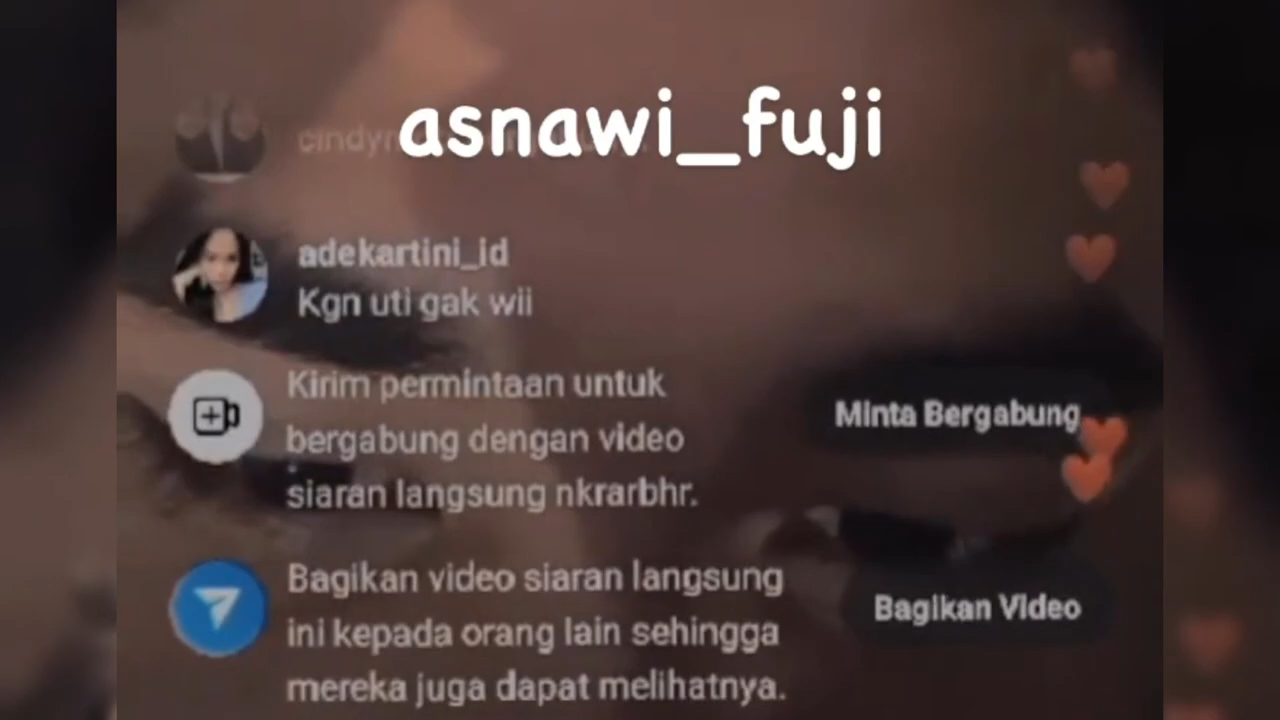 asnawi_fuji
adekartini_id
Kgn uti gak wii
Kirim permintaan untuk
bergabung dengan video
siaran langsung nkrarbhr.
Minta Bergabung
Bagikan video siaran langsung
ini kepada orang lain sehingga
mereka juga dapat melihatnya.
Bagikan Video